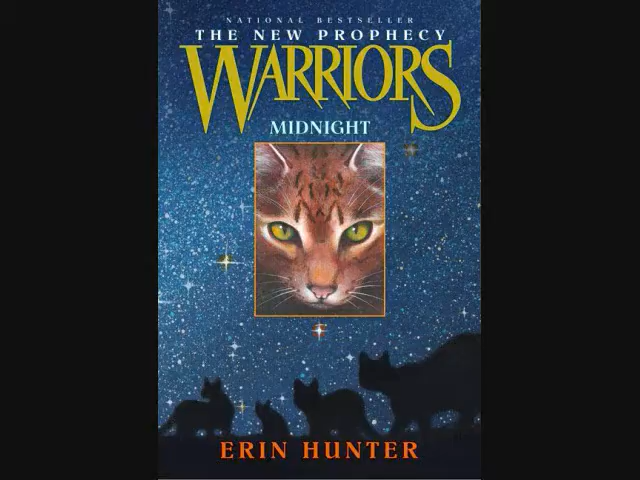 NATIONAL BESTSELLER
THE NEW PROPHECY
WARRIORS
MIDNIGHT
ERIN HUNTER